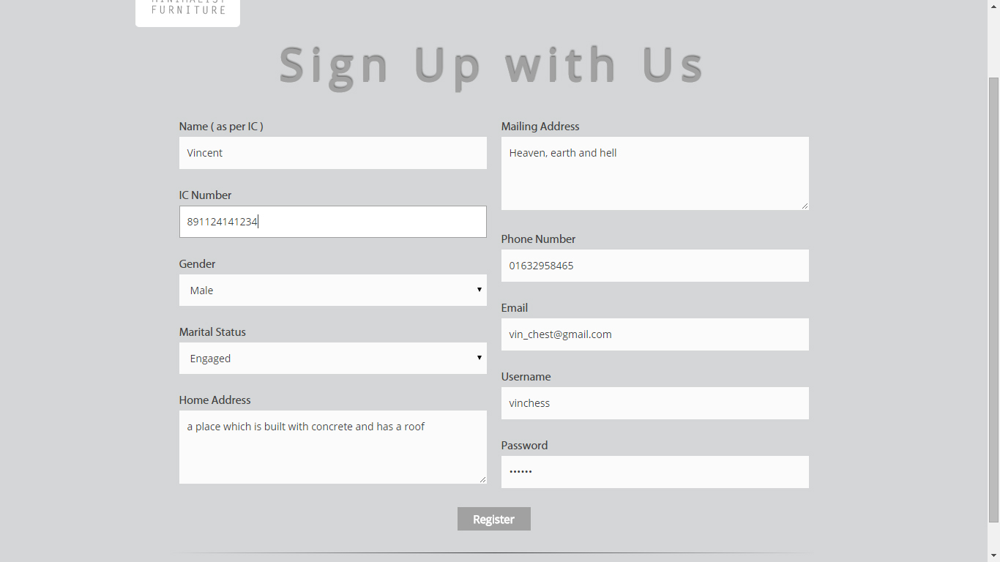 MINIMALIST
FURNITURE
Sign Up with Us
Name ( as per IC )
Vincent
IC Number
891124141234
Gender
Male
Marital Status
Engaged
Home Address
a place which is built with concrete and has a roof
Mailing Address
Heaven, earth and hell
Phone Number
01632958465
Email
vin_chest@gmail.com
Username
vinchess
Password
••••••
Register